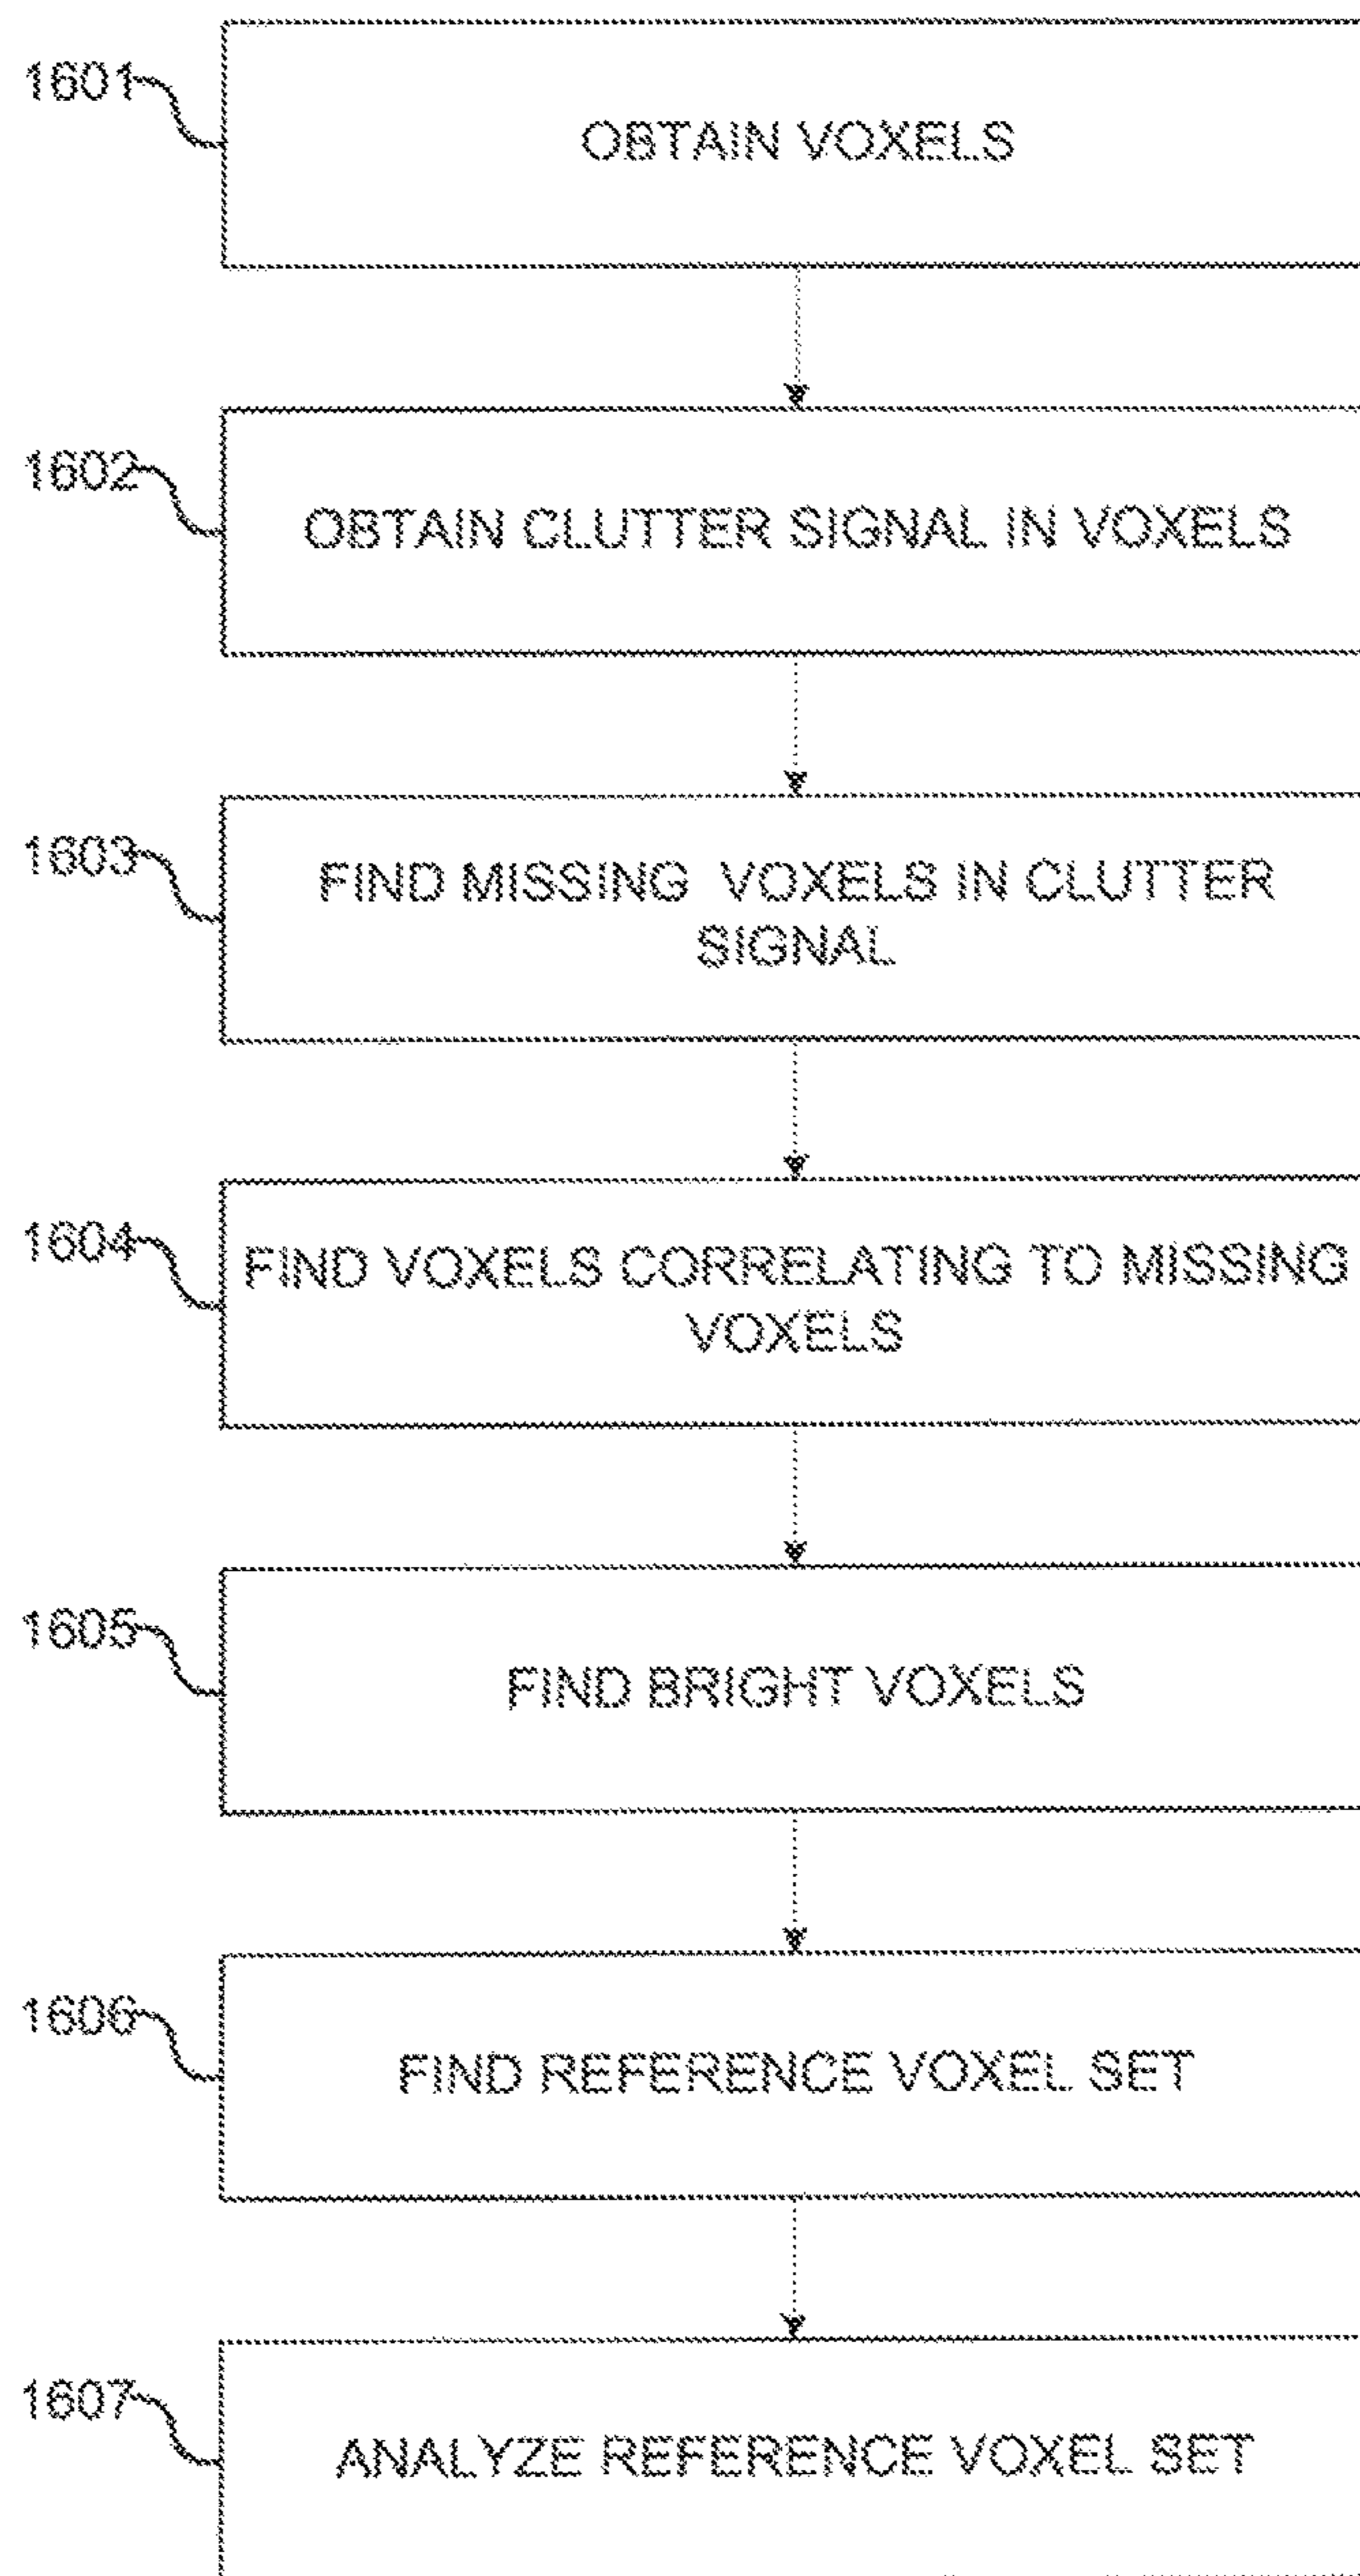 1601
OBTAIN VOXELS
1602
OBTAIN CLUTTER SIGNAL IN VOXELS
1603
FIND MISSING VOXELS IN CLUTTER
SIGNAL
1604
FIND VOXELS CORRELATING TO MISSING
VOXELS
1605
FIND BRIGHT VOXELS
1606
FIND REFERENCE VOXEL SET
1607
ANALYZE REFERENCE VOXEL SET